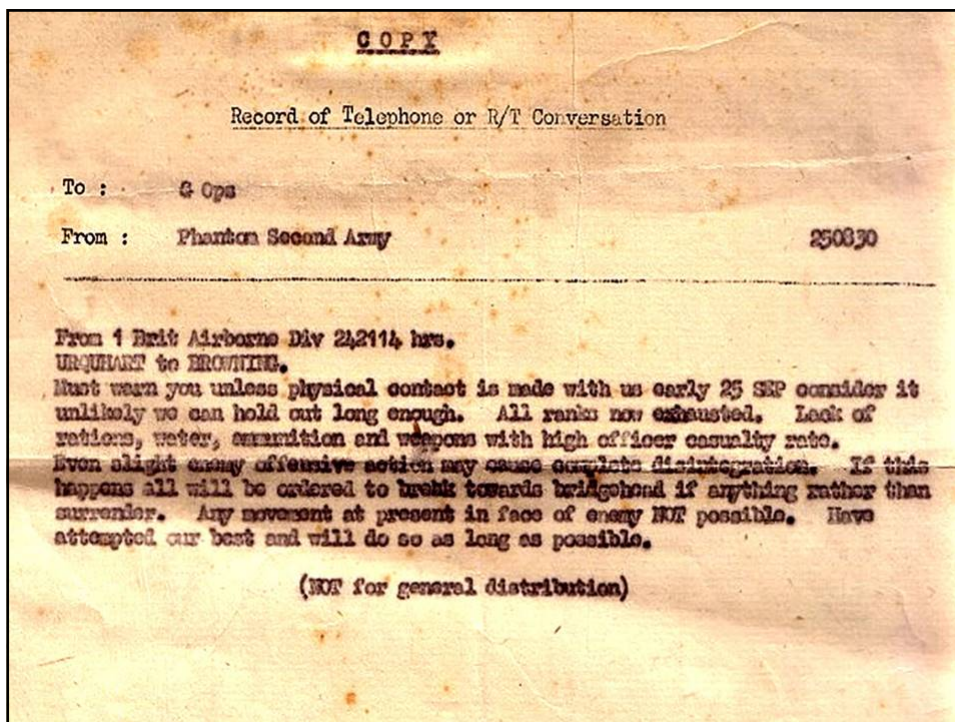 COPY
Record of Telephone or R/T Conversation
To : G Ops
From : Phantom Second Army 250830
From 1 Brit Airborne Div 242114 hrs.
URQUHART to BROWNING.
Must warn you unless physical contact is made with us early 25 SEP consider it
unlikely we can hold out long enough. All ranks now exhausted. Lack of
rations, water, ammunition and weapons with high officer casualty rate.
Even slight enemy offensive action may cause complete disintegration. If this
happens all will be ordered to break towards bridgehead if anything rather than
surrender. Any movement at present in face of enemy NOT possible. Have
attempted our best and will do so as long as possible.
(NOT for general distribution)